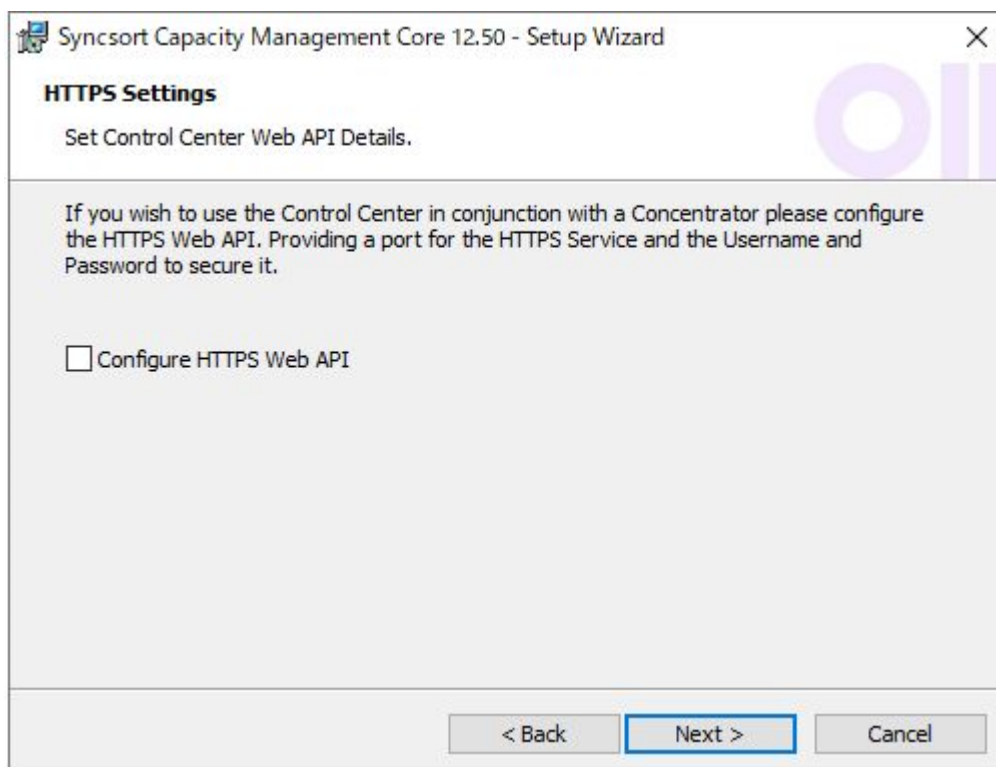 Syncsort Capacity Management Core 12.50 - Setup Wizard
HTTPS Settings
Set Control Center Web API Details.
If you wish to use the Control Center in conjunction with a Concentrator please configure
the HTTPS Web API. Providing a port for the HTTPS Service and the Username and
Password to secure it.
Configure HTTPS Web API
< Back
Next >
Cancel